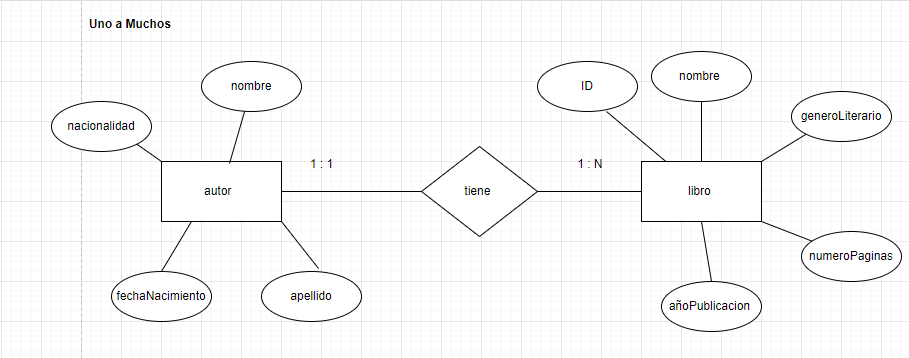 Uno a Muchos
nombre
ID
nombre
nacionalidad
generoLiterario
1 : 1
1 : N
autor
tiene
libro
fechaNacimiento
apellido
añoPublicacion
numeroPaginas